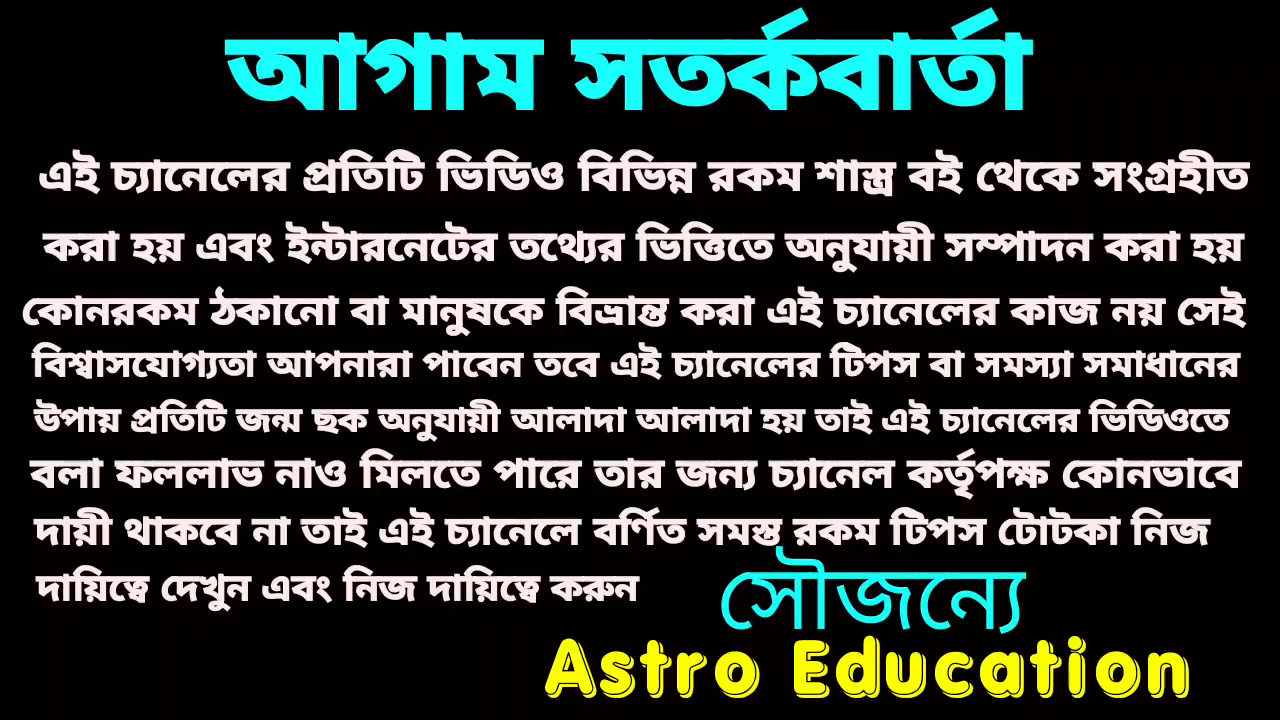 আগাম সতর্কবার্তা
এই চ্যানেলের প্রতিটি ভিডিও বিভিন্ন রকম শাস্ত্র বই থেকে সংগ্রহীত
করা হয় এবং ইন্টারনেটের তথ্যের ভিত্তিতে অনুযায়ী সম্পাদন করা হয়
কোনরকম ঠকানো বা মানুষকে বিভ্রান্ত করা এই চ্যানেলের কাজ নয় সেই
বিশ্বাসযোগ্যতা আপনারা পাবেন তবে এই চ্যানেলের টিপস বা সমস্যা সমাধানের
উপায় প্রতিটি জন্ম ছক অনুযায়ী আলাদা আলাদা হয় তাই এই চ্যানেলের ভিডিওতে
বলা ফললাভ নাও মিলতে পারে তার জন্য চ্যানেল কর্তৃপক্ষ কোনভাবে
দায়ী থাকবে না তাই এই চ্যানেলে বর্ণিত সমস্ত রকম টিপস টোটকা নিজ
দায়িত্বে দেখুন এবং নিজ দায়িত্বে করুন
সৌজন্যে
Astro Education